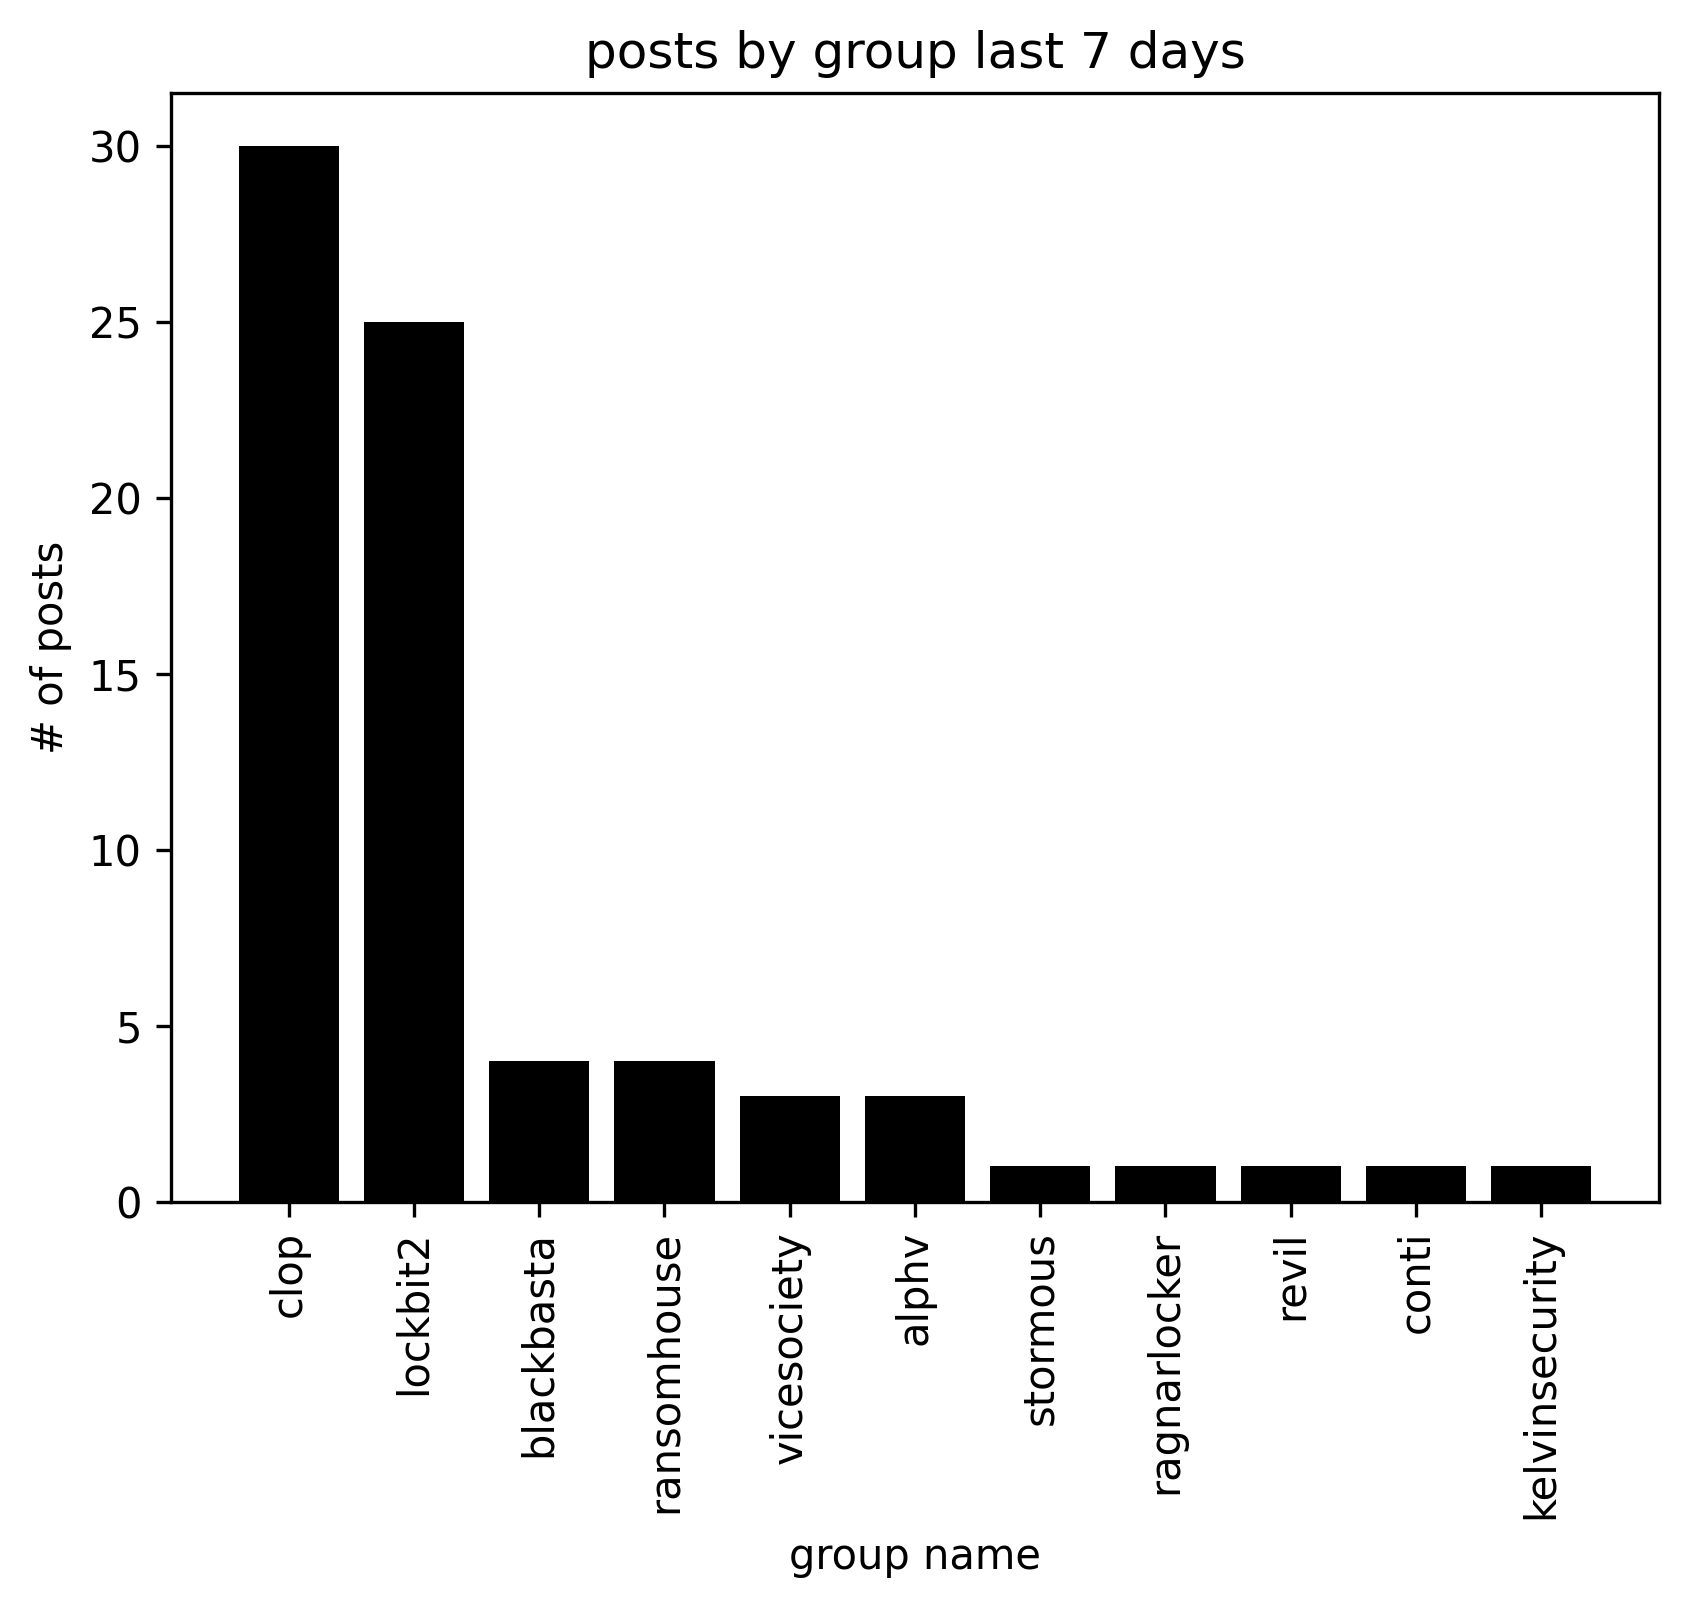 posts by group last 7 days
# of posts
30
25
20
15
10
5
0
clop
lockbit2
blackbasta
ransomhouse
vicesociety
alphv
stormous
ragnarlocker
revil
conti
kelvinsecurity
group name